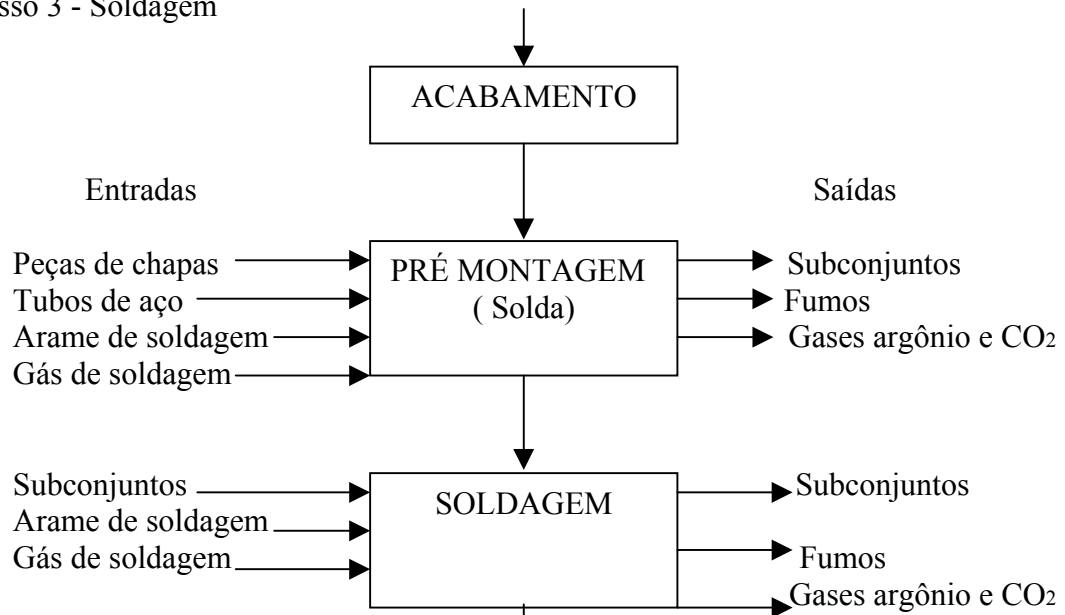 sso 3 - Soldagem
ACABAMENTO
Entradas
Saídas
Peças de chapas
Tubos de aço
Arame de soldagem
Gás de soldagem
PRÉ MONTAGEM
( Solda)
Subconjuntos
Fumos
Gases argônio e CO2
Subconjuntos
Arame de soldagem
Gás de soldagem
SOLDAGEM
Subconjuntos
Fumos
Gases argônio e CO2